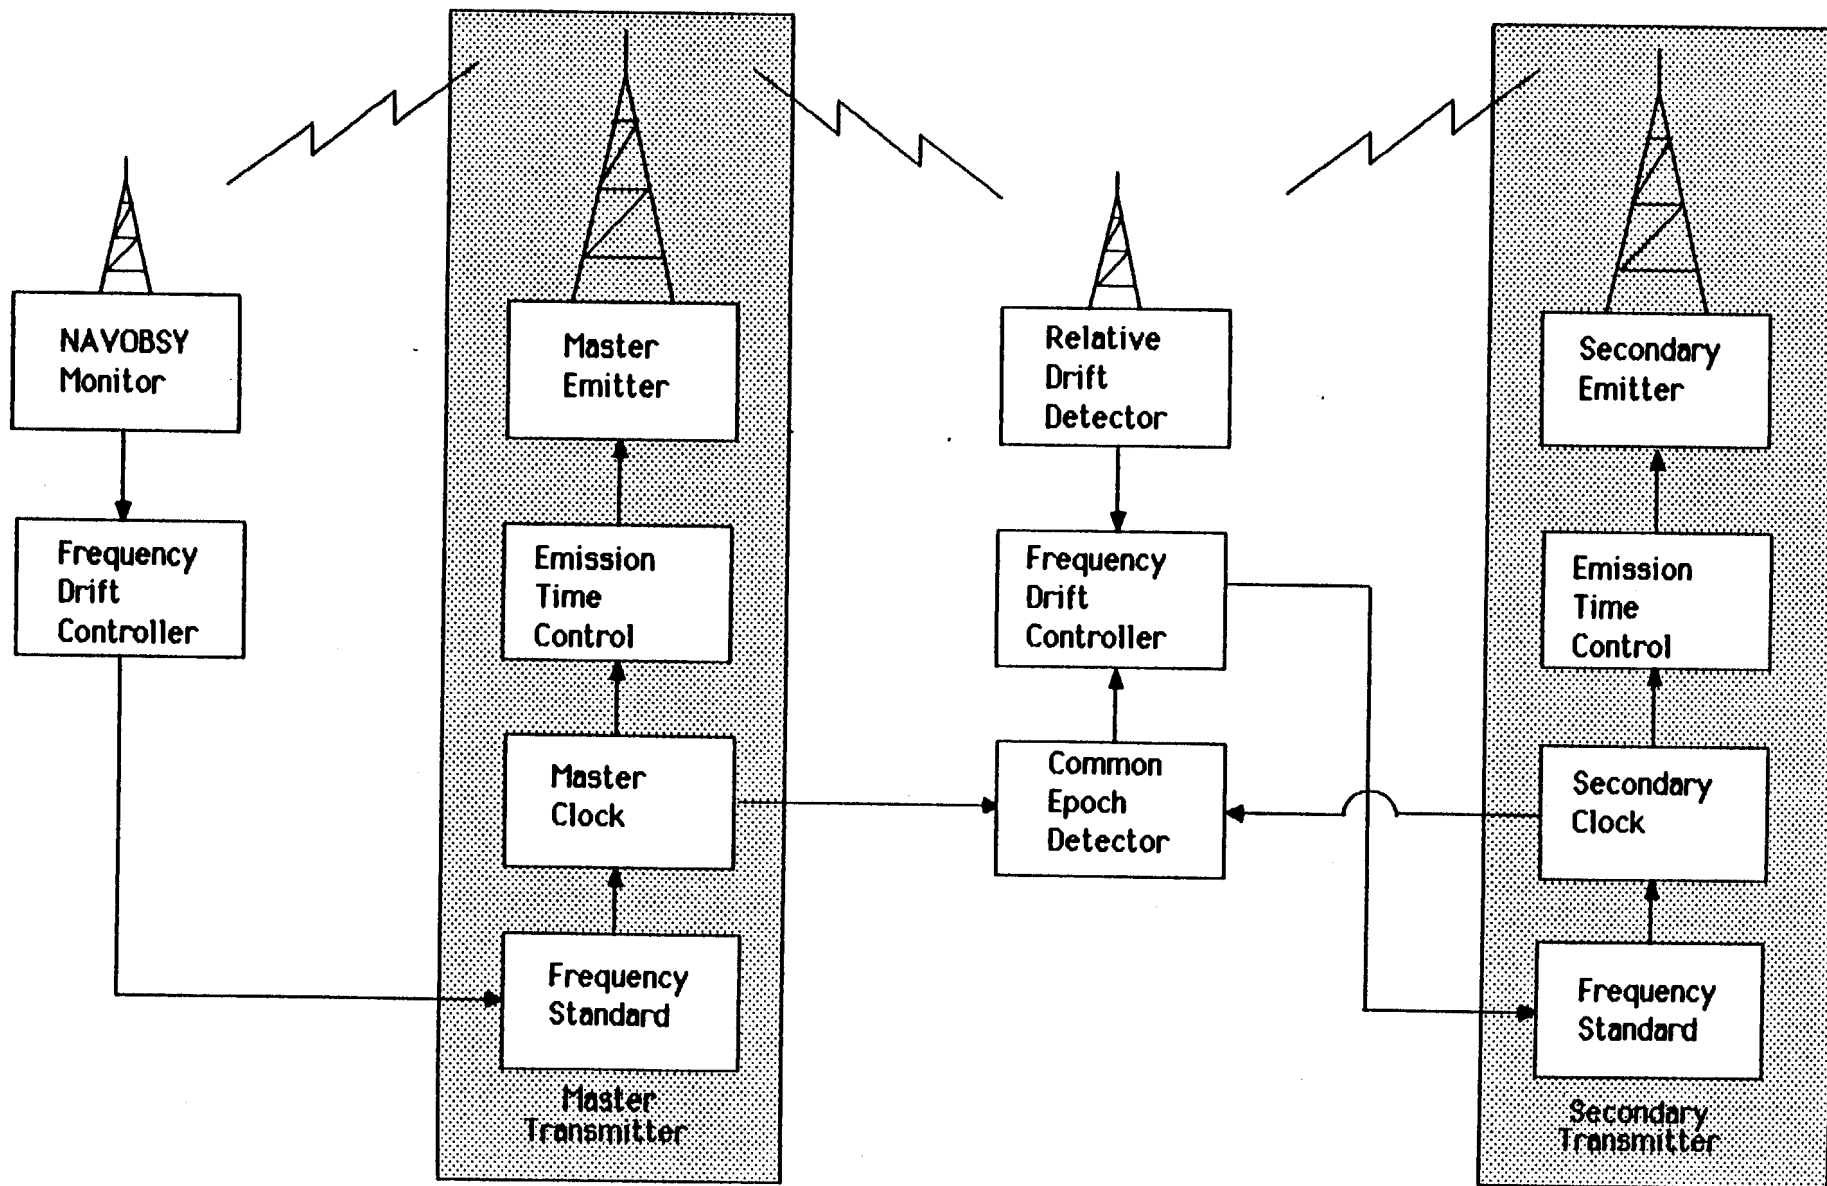 NAVOBSY
Monitor
Frequency
Drift
Controller
Master
Emitter
Emission
Time
Control
Master
Clock
Frequency
Standard
Master
Transmitter
Relative
Drift
Detector
Frequency
Drift
Controller
Common
Epoch
Detector
Secondary
Emitter
Emission
Time
Control
Secondary
Clock
Frequency
Standard
Secondary
Transmitter